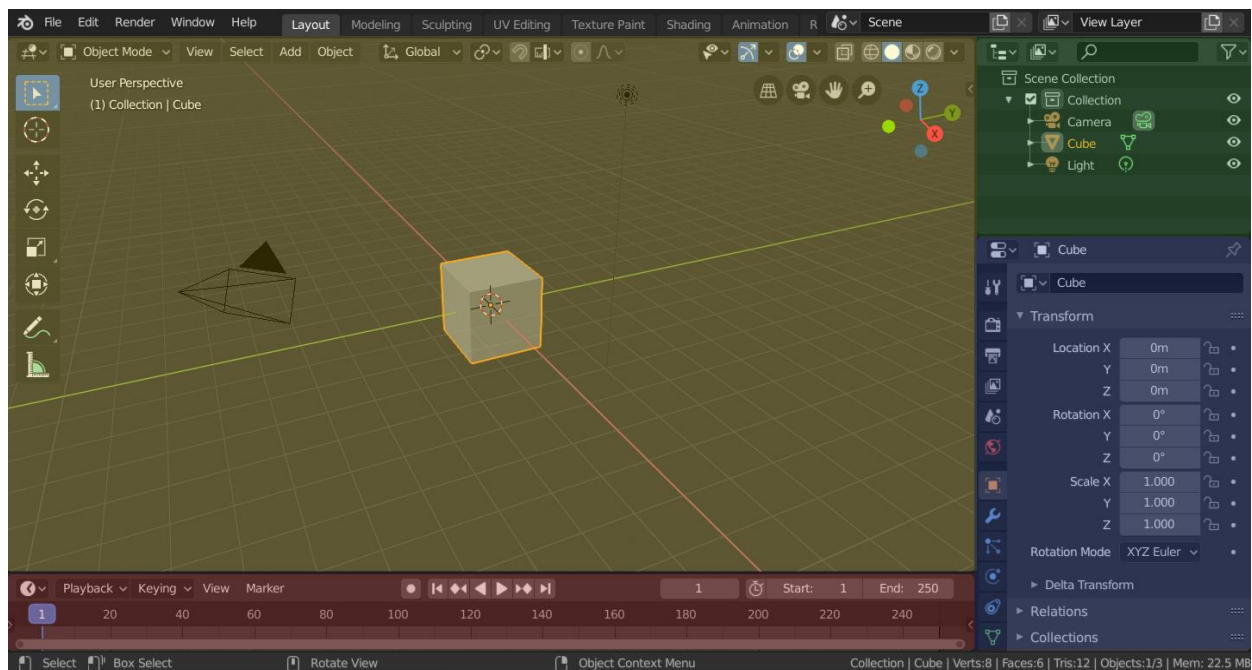 File Edit Render Window Help Layout Modeling Sculpting UV Editing Texture Paint Shading Animation R Scene View Layer
Object Mode View Select Add Object Global
User Perspective
(1) Collection | Cube
Z
Y
X
Scene Collection
Collection
Camera
Cube
Light
Cube
Cube
Transform
Location X 0m
Y 0m
Z 0m
Rotation X 0°
Y 0°
Z 0°
Scale X 1.000
Y 1.000
Z 1.000
Rotation Mode XYZ Euler
Delta Transform
Relations
Collections
Playback Keying View Marker 1 Start: 1 End: 250
1 20 40 60 80 100 120 140 160 180 200 220 240
Select Box Select Rotate View Object Context Menu Collection | Cube | Verts:8 | Faces:6 | Tris:12 | Objects:1/3 | Mem: 22.5 MB